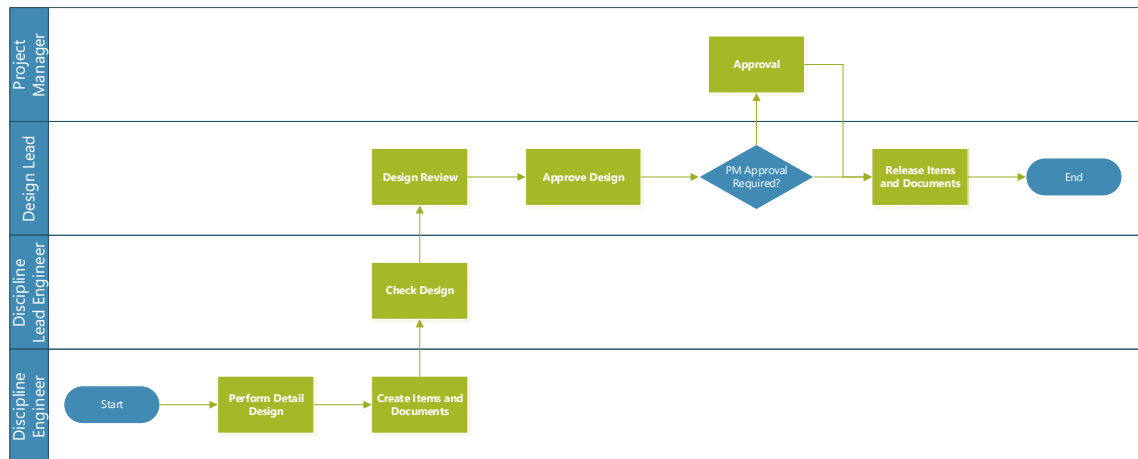 Project
Manager
Approval
Design Lead
Design Review
Approve Design
PM Approval
Required?
Release Items
and Documents
End
Discipline
Lead Engineer
Check Design
Discipline
Engineer
Start
Perform Detail
Design
Create Items and
Documents